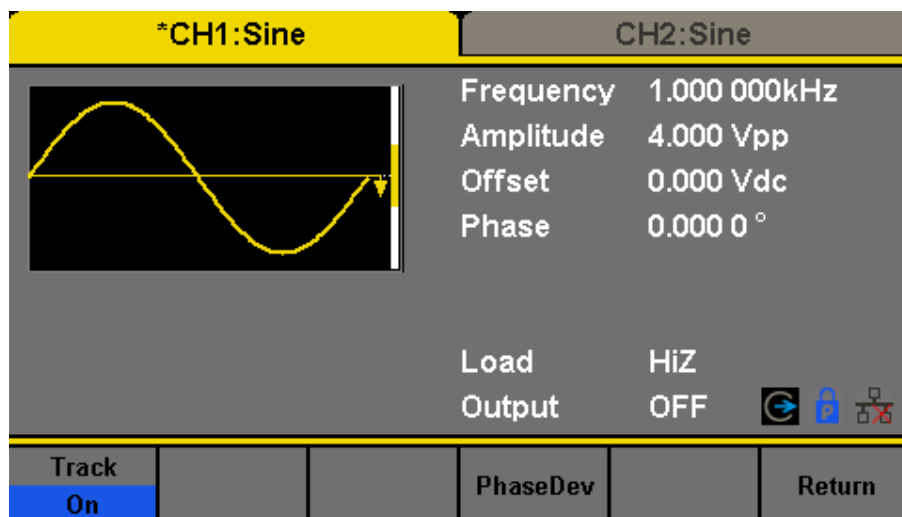 *CH1:Sine
CH2:Sine
Frequency 1.000 000kHz
Amplitude 4.000 Vpp
Offset 0.000 Vdc
Phase 0.000 0 °
Load HiZ
Output OFF
P
Track
On
PhaseDev
Return